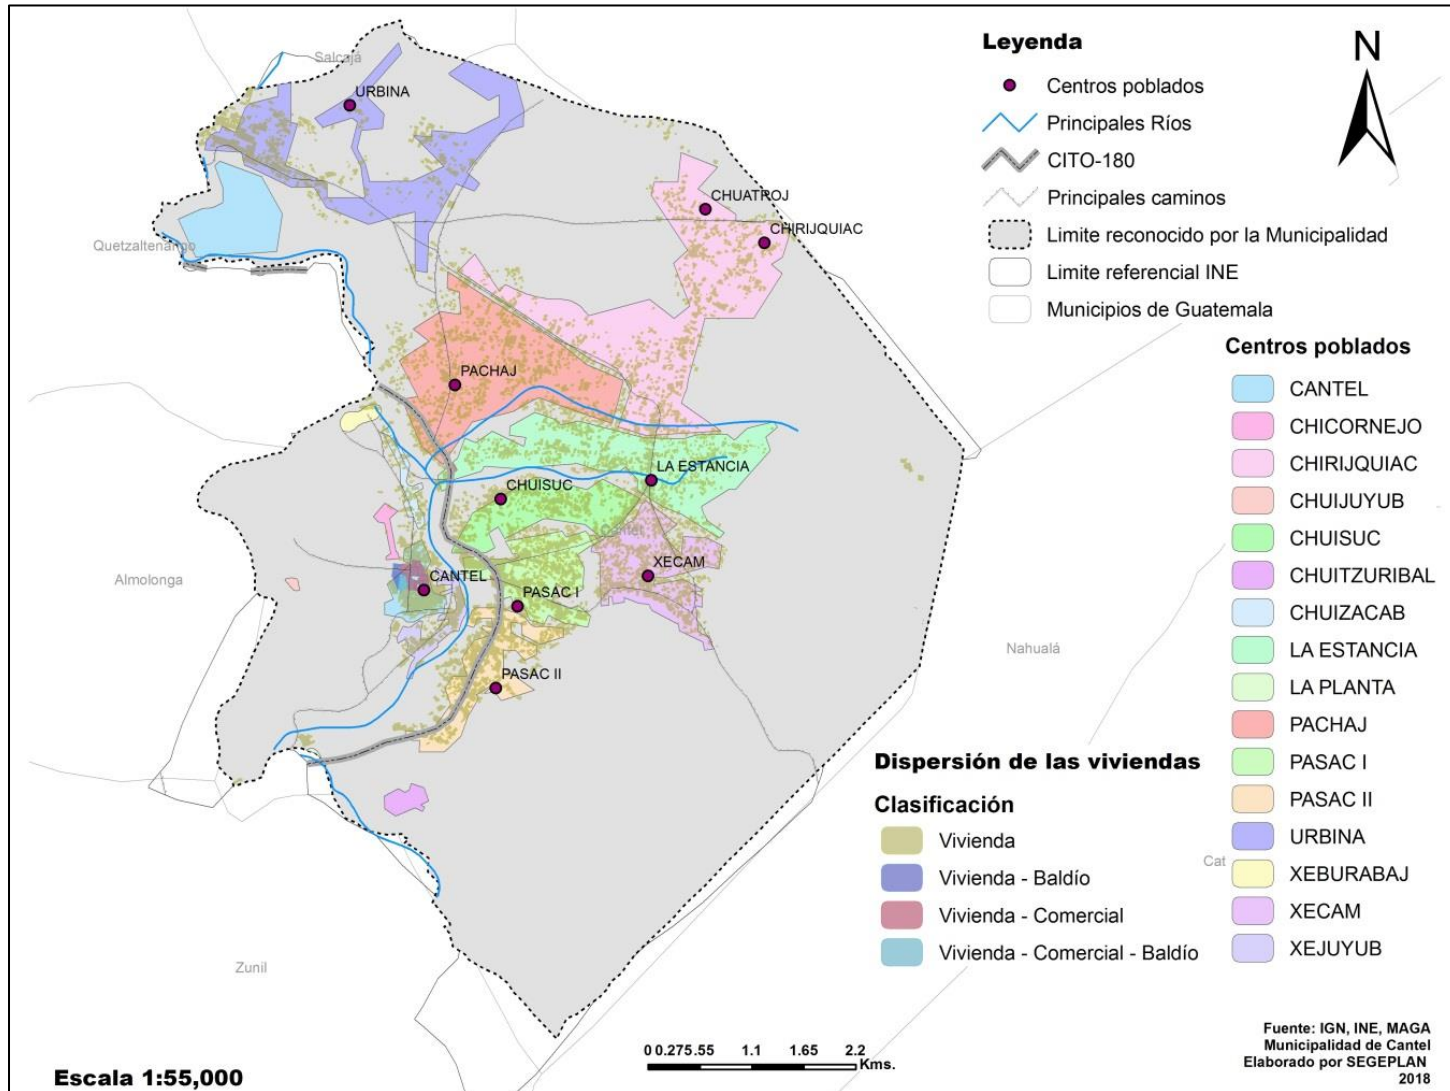 Salcajá
URBINA
CHUATROJ
CHIRIJQUIAC
Quetzaltenango
PACHAJ
LA ESTANCIA
CHUISUC
Cantel
XECAM
CANTEL
PASAC I
PASAC II
Almolonga
Nahualá
Zunil
Cat
Leyenda
N
Centros poblados
Principales Ríos
CITO-180
Principales caminos
Limite reconocido por la Municipalidad
Limite referencial INE
Municipios de Guatemala
Centros poblados
CANTEL
CHICORNEJO
CHIRIJQUIAC
CHUIJUYUB
CHUISUC
CHUITZURIBAL
CHUIZACAB
LA ESTANCIA
LA PLANTA
PACHAJ
PASAC I
PASAC II
URBINA
XEBURABAJ
XECAM
XEJUYUB
Dispersión de las viviendas
Clasificación
Vivienda
Vivienda - Baldío
Vivienda - Comercial
Vivienda - Comercial - Baldío
0 0.275.55 1.1 1.65 2.2
Kms.
Escala 1:55,000
Fuente: IGN, INE, MAGA
Municipalidad de Cantel
Elaborado por SEGEPLAN
2018